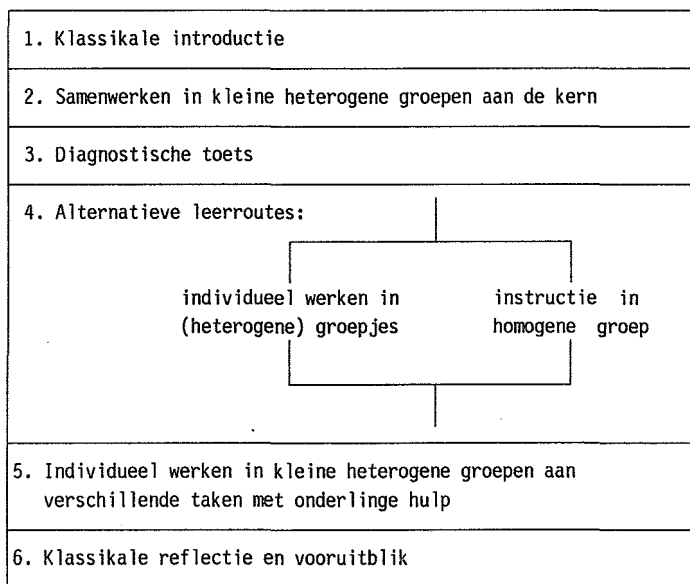 1. Klassikale introductie
2. Samenwerken in kleine heterogene groepen aan de kern
3. Diagnostische toets
4. Alternatieve leerroutes:
individueel werken in
(heterogene) groepjes
instructie in
homogene groep
5. Individueel werken in kleine heterogene groepen aan
verschillende taken met onderlinge hulp
6. Klassikale reflectie en vooruitblik